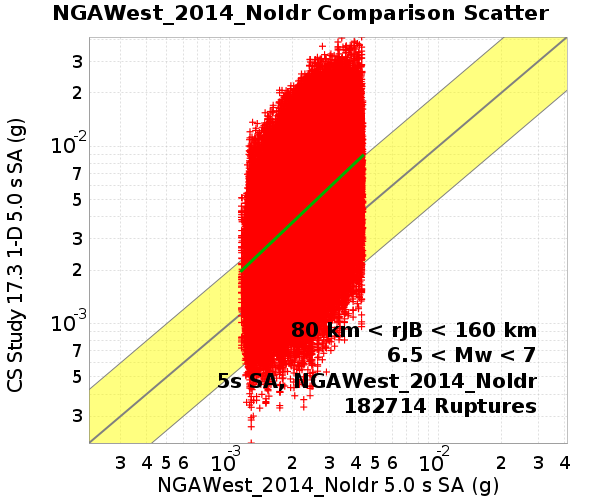 NGAWest_2014_NoIdr Comparison Scatter
CS Study 17.3 1-D 5.0 s SA (g)
3
2
10⁻²
7
5
3
2
10⁻³
7
5
3
80 km < rJB < 160 km
6.5 < Mw < 7
5s SA, NGAWest_2014_NoIdr
182714 Ruptures
3 4 5 6 10⁻³ 2 3 4 5 6 10⁻² 2 3 4
NGAWest_2014_NoIdr 5.0 s SA (g)